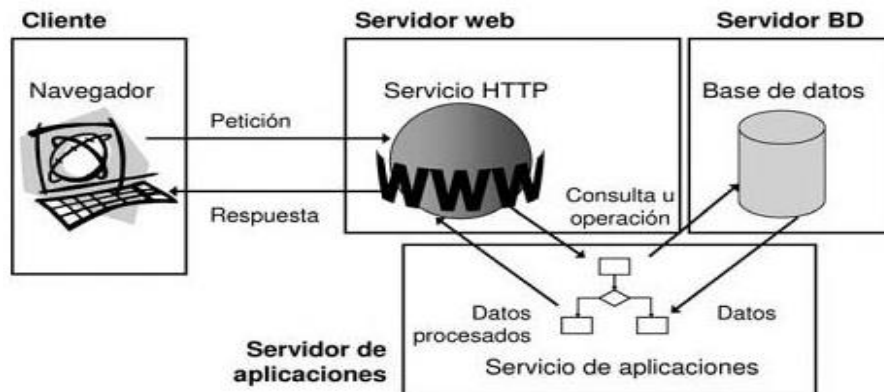 Cliente
Servidor web
Servidor BD
Navegador
Servicio HTTP
Base de datos
Petición
WWW
Respuesta
Consulta u
operación
Datos
procesados
Datos
Servidor de
aplicaciones
Servicio de aplicaciones